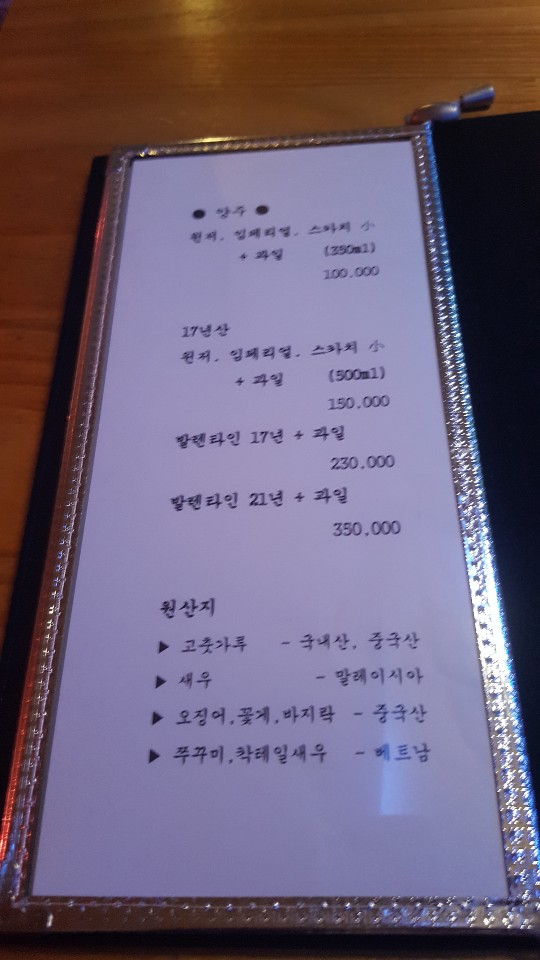 ● 양주 ●
윈저. 임페리얼. 스카치 小
+ 과일 (350ml)
100.000
17년산
윈저. 임페리얼. 스카치 小
+ 과일 (500ml)
150.000
발렌타인 17년 + 과일
230.000
발렌타인 21년 + 과일
350.000
원산지
▶ 고춧가루 - 국내산, 중국산
▶ 새우 - 말레이시아
▶ 오징어,꽃게,바지락 - 중국산
▶ 쭈꾸미,칵테일새우 - 베트남